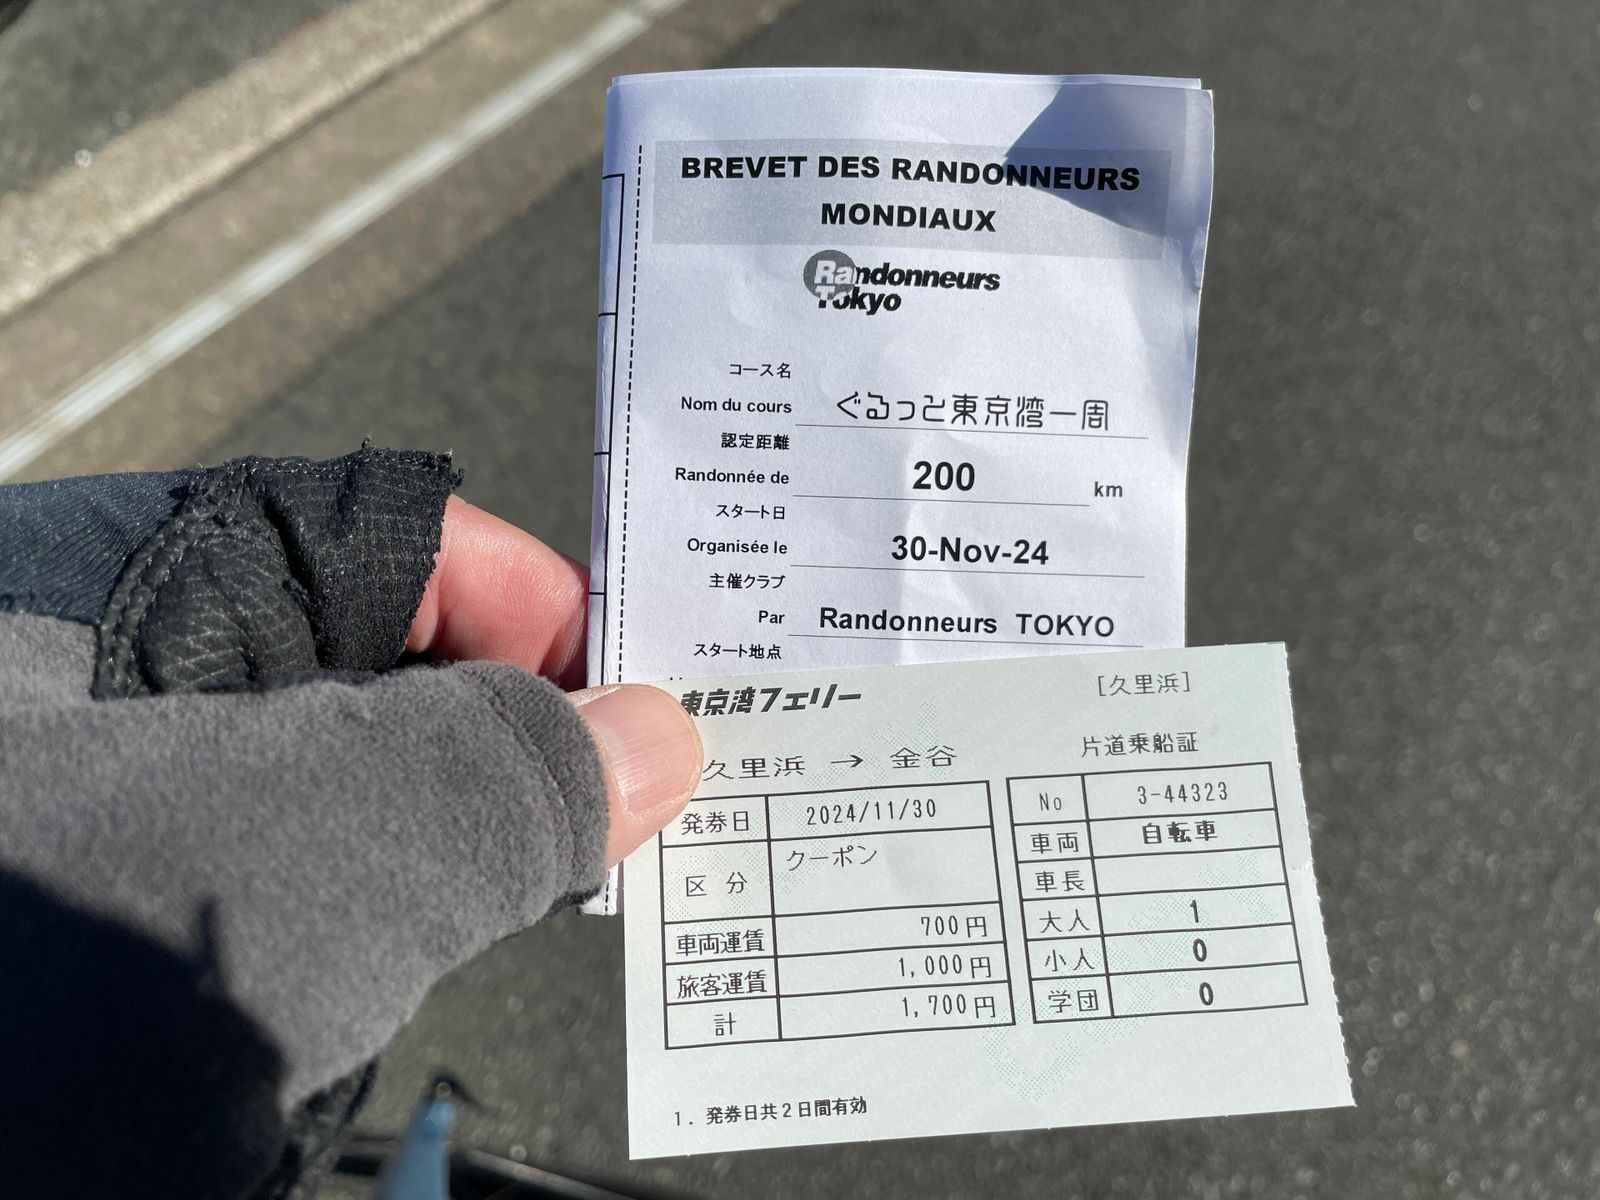 BREVET DES RANDONNEURS
MONDIAUX
Randonneurs
Tokyo
コース名
Nom du cours ぐるっと東京湾一周
認定距離
Randonnée de 200 km
スタート日
Organisée le 30-Nov-24
主催クラブ
Par Randonneurs TOKYO
スタート地点
東京湾フェリー [久里浜]
久里浜 → 金谷 片道乗船証
発券日 2024/11/30
区分 クーポン
車両運賃 700円
旅客運賃 1,000円
計 1,700円
No 3-44323
車両 自転車
車長
大人 1
小人 0
学団 0
1. 発券日共2日間有効